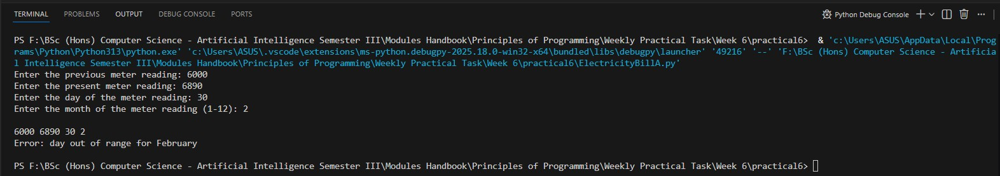 TERMINAL PROBLEMS OUTPUT DEBUG CONSOLE PORTS Python Debug Console
PS F:\BSc (Hons) Computer Science - Artificial Intelligence Semester III\Modules Handbook\Principles of Programming\Weekly Practical Task\Week 6\practical6>  & 'c:\Users\ASUS\AppData\Local\Prog
rams\Python\Python313\python.exe' 'c:\Users\ASUS\.vscode\extensions\ms-python.debugpy-2025.18.0-win32-x64\bundled\libs\debugpy\launcher' '49216' '--' 'F:\BSc (Hons) Computer Science - Artificia
l Intelligence Semester III\Modules Handbook\Principles of Programming\Weekly Practical Task\Week 6\practical6\ElectricityBillA.py'
Enter the previous meter reading: 6000
Enter the present meter reading: 6890
Enter the day of the meter reading: 30
Enter the month of the meter reading (1-12): 2
6000 6890 30 2
Error: day out of range for February
PS F:\BSc (Hons) Computer Science - Artificial Intelligence Semester III\Modules Handbook\Principles of Programming\Weekly Practical Task\Week 6\practical6>